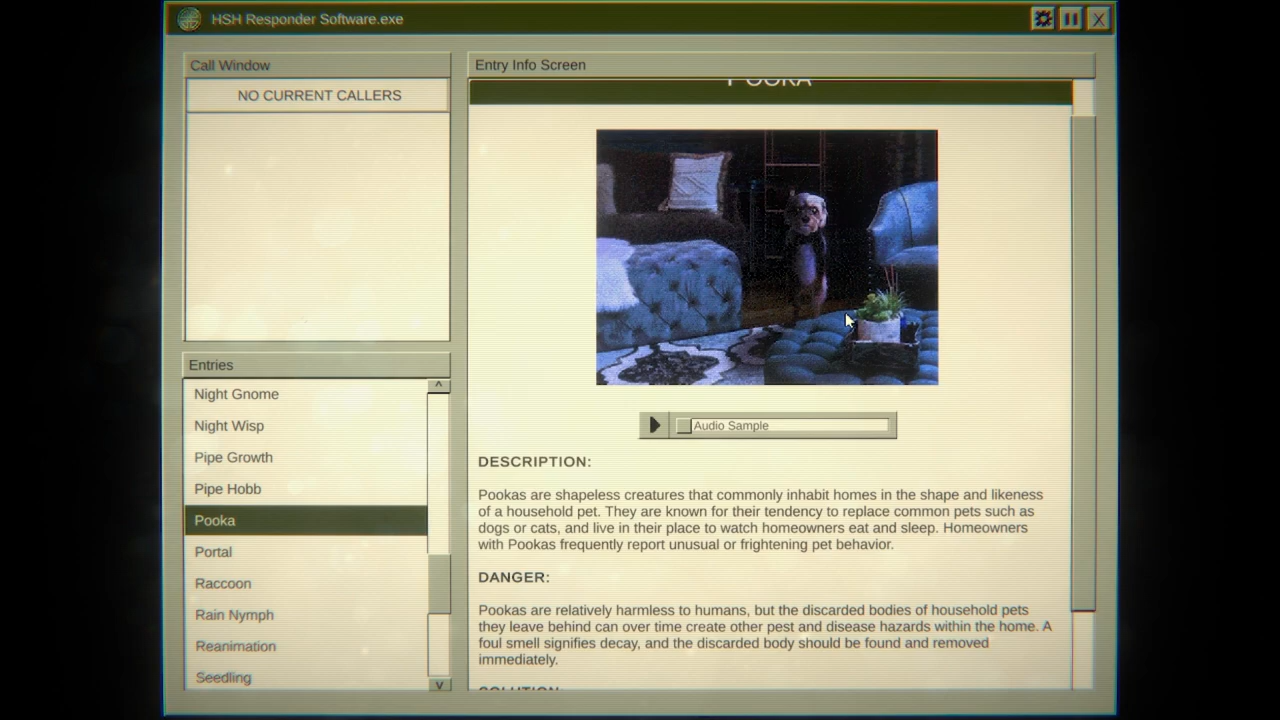 HSH Responder Software.exe
X
Call Window
NO CURRENT CALLERS
Entries
Night Gnome
Night Wisp
Pipe Growth
Pipe Hobb
Pooka
Portal
Raccoon
Rain Nymph
Reanimation
Seedling
Entry Info Screen
POOKA
Audio Sample
DESCRIPTION:
Pookas are shapeless creatures that commonly inhabit homes in the shape and likeness
of a household pet. They are known for their tendency to replace common pets such as
dogs or cats, and live in their place to watch homeowners eat and sleep. Homeowners
with Pookas frequently report unusual or frightening pet behavior.
DANGER:
Pookas are relatively harmless to humans, but the discarded bodies of household pets
they leave behind can over time create other pest and disease hazards within the home. A
foul smell signifies decay, and the discarded body should be found and removed
immediately.
SOLUTION: